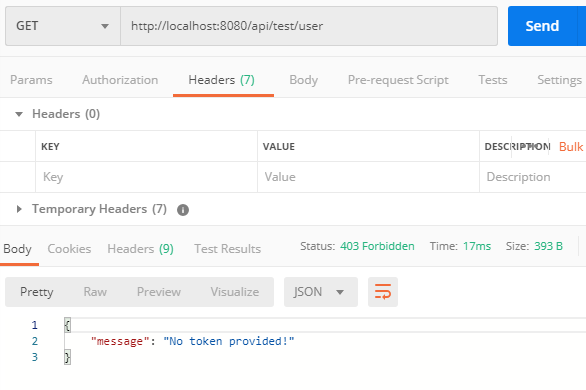 GET http://localhost:8080/api/test/user Send
Params Authorization Headers (7) Body Pre-request Script Tests Settings
Headers (0)
KEY VALUE DESCRIPTION Bulk
Key Value Description
Temporary Headers (7) i
Body Cookies Headers (9) Test Results Status: 403 Forbidden Time: 17ms Size: 393 B
Pretty Raw Preview Visualize JSON
1 {
2 "message": "No token provided!"
3 }